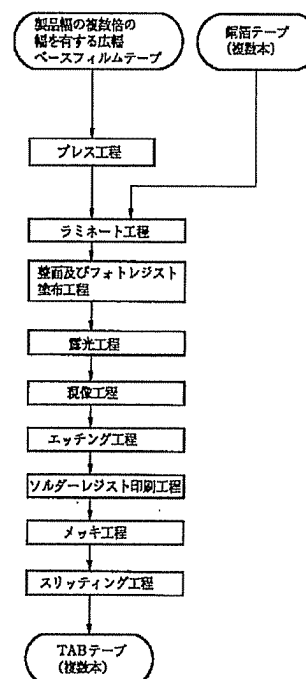 製品幅の複数倍の
幅を有する広幅
ベースフィルムテープ
銅箔テープ
(複数本)
プレス工程
ラミネート工程
整面及びフォトレジスト
塗布工程
露光工程
現像工程
エッチング工程
ソルダーレジスト印刷工程
メッキ工程
スリッティング工程
TABテープ
(複数本)